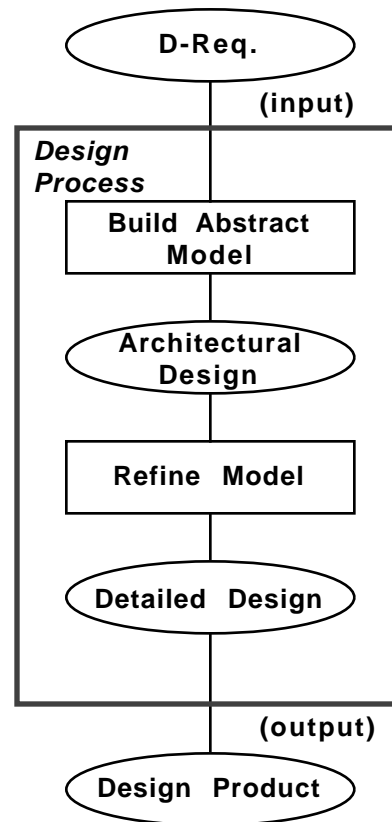 D-Req.
(input)
Design
Process
Build Abstract
Model
Architectural
Design
Refine Model
Detailed Design
(output)
Design Product